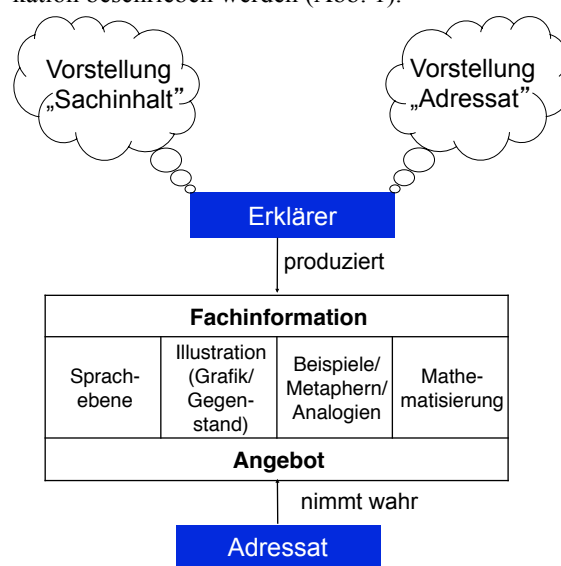 kation beschrieben werden (Abb. 1).
Vorstellung
„Sachinhalt”
Vorstellung
„Adressat”
Erklärer
produziert
Fachinformation
Sprach-
ebene
Illustration
(Grafik/
Gegen-
stand)
Beispiele/
Metaphern/
Analogien
Mathe-
matisierung
Angebot
nimmt wahr
Adressat